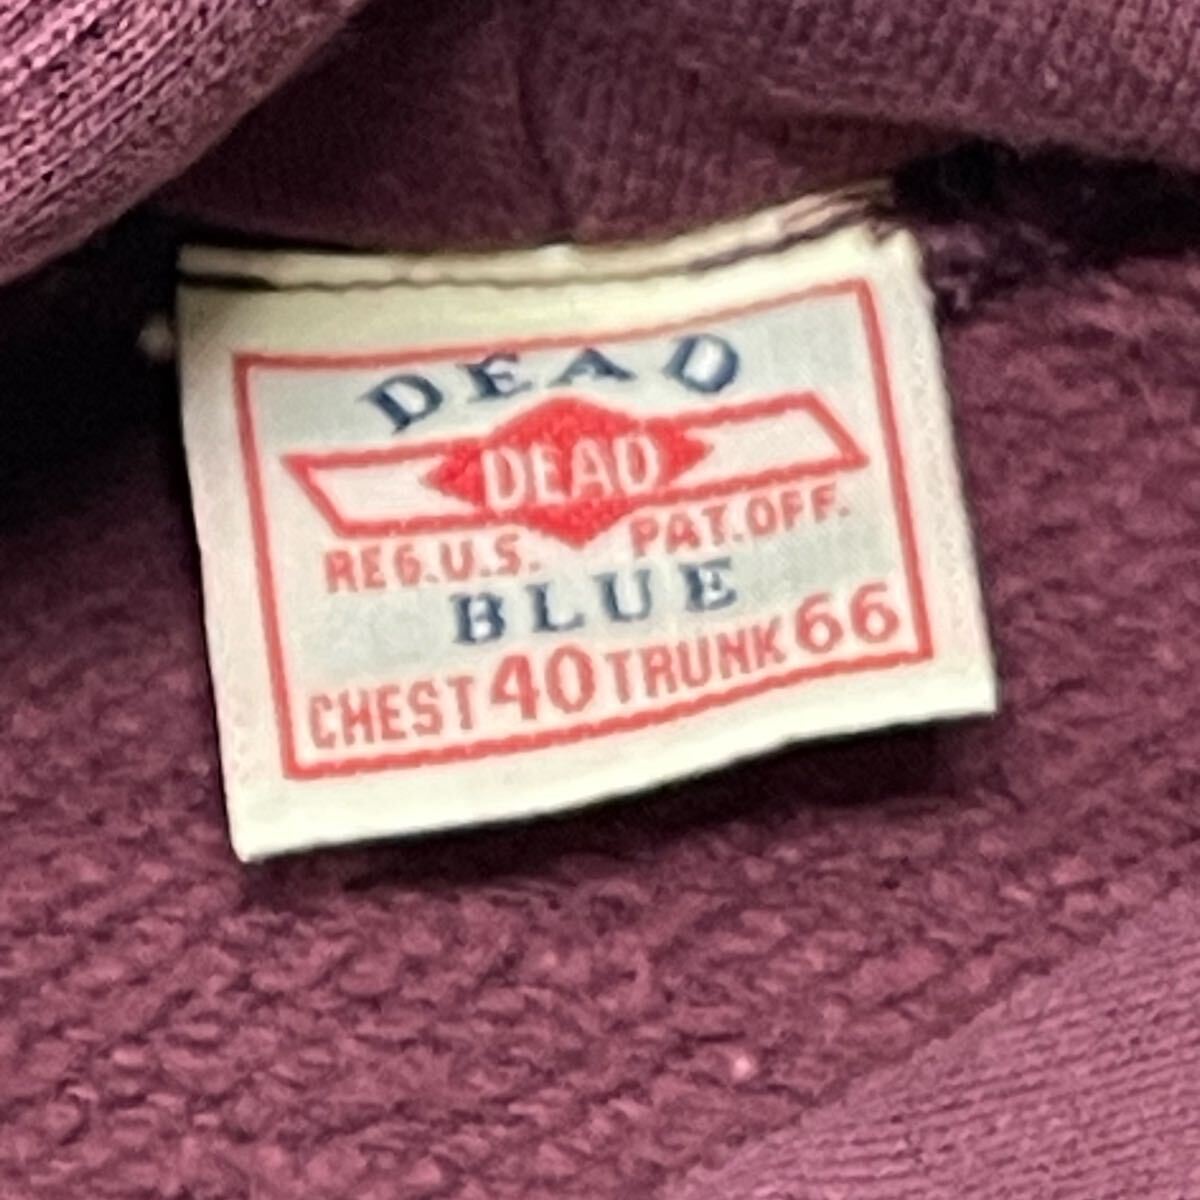 DEAD
DEAD
REG.U.S. PAT.OFF.
BLUE
CHEST 40 TRUNK 66